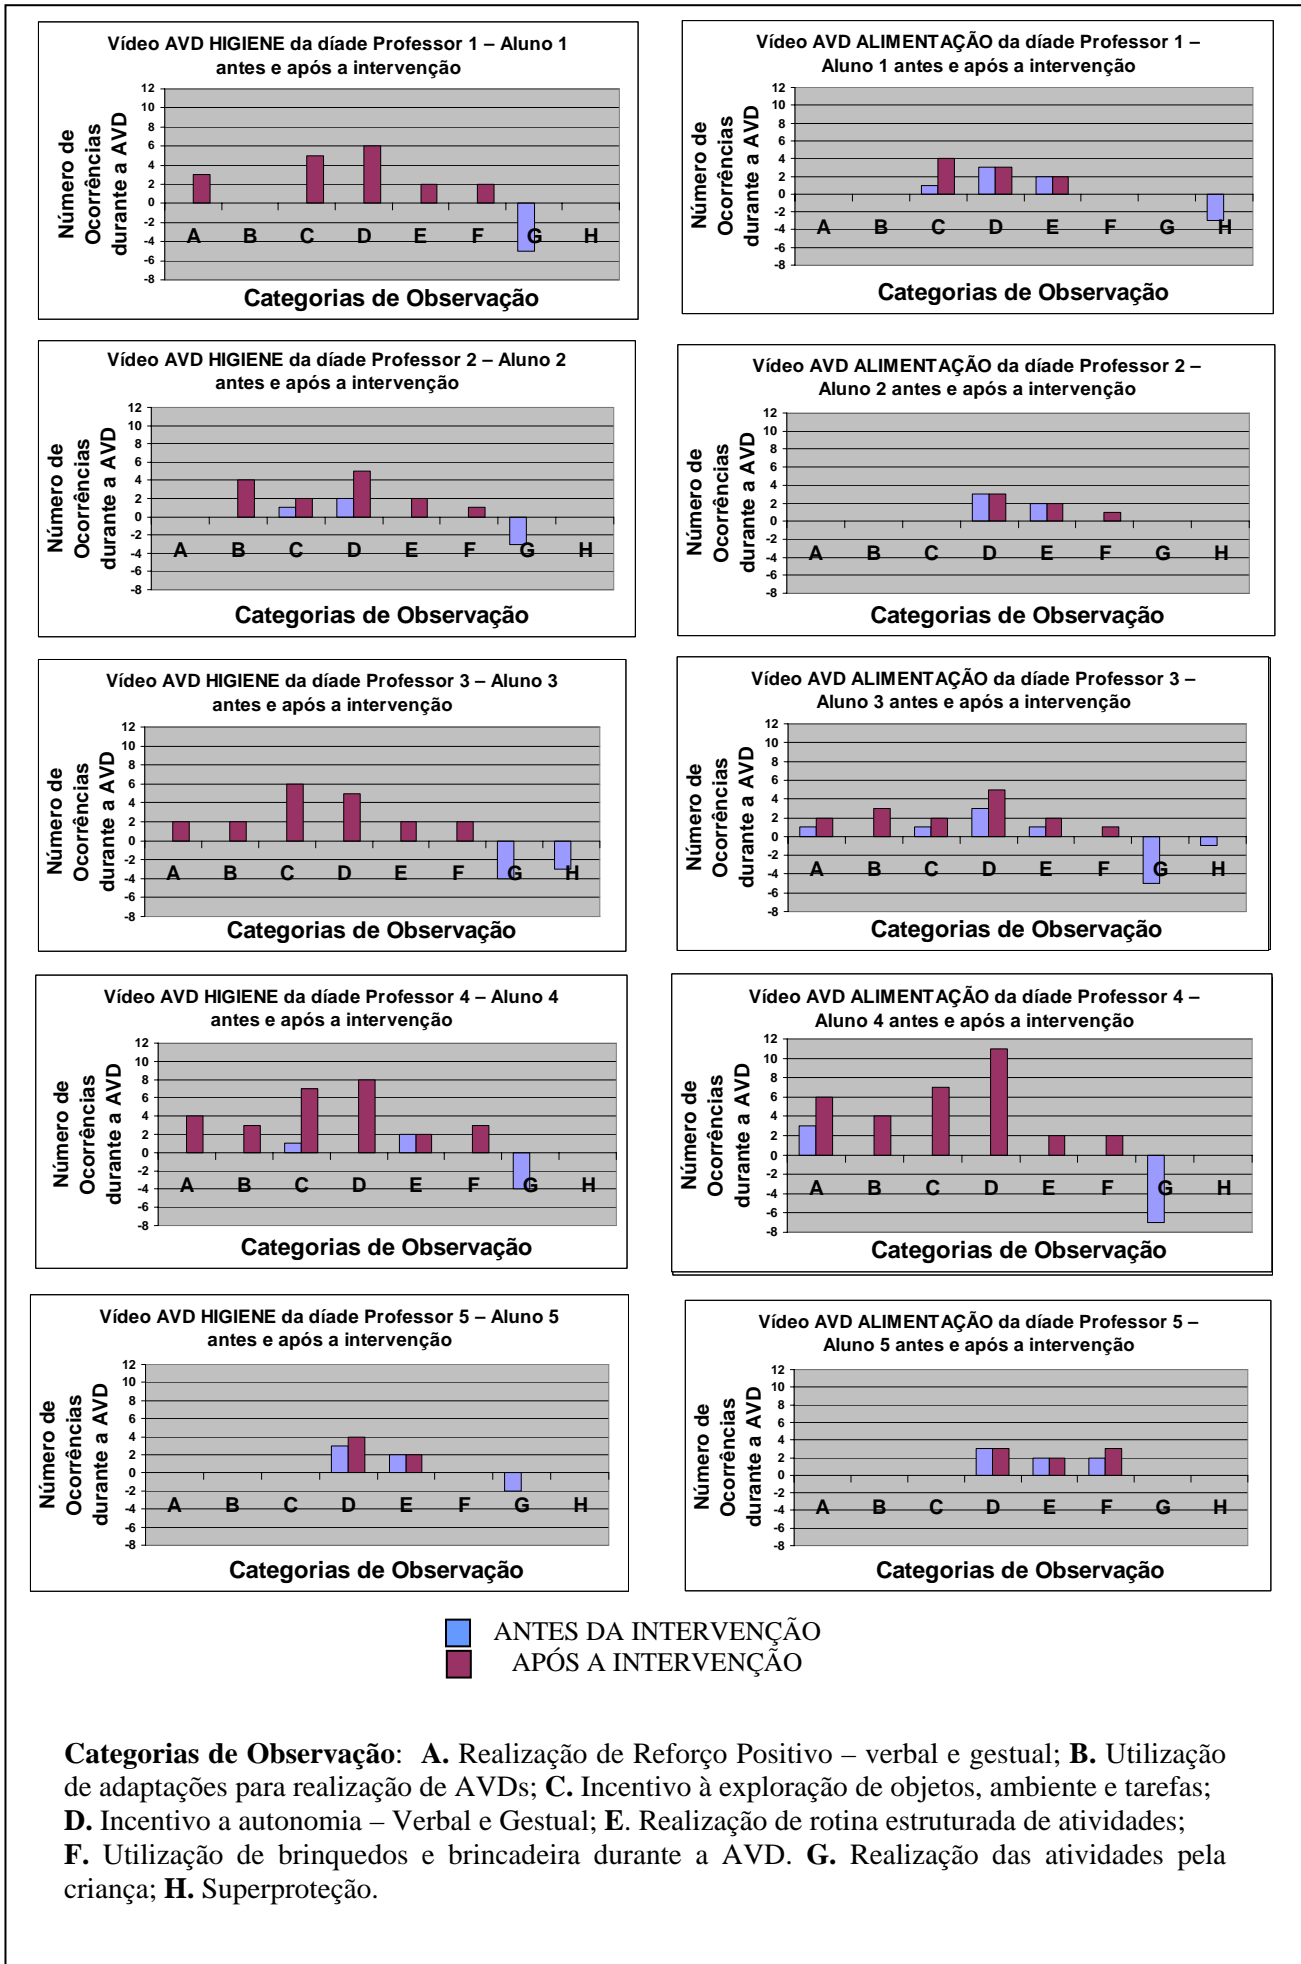 Vídeo AVD HIGIENE da díade Professor 1 – Aluno 1
antes e após a intervenção
Número de
Ocorrências
durante a AVD
12
10
8
6
4
2
0
-2
-4
-6
-8
A B C D E F G H
Categorias de Observação
Vídeo AVD ALIMENTAÇÃO da díade Professor 1 –
Aluno 1 antes e após a intervenção
Número de
Ocorrências
durante a AVD
12
10
8
6
4
2
0
-2
-4
-6
-8
A B C D E F G H
Categorias de Observação
Vídeo AVD HIGIENE da díade Professor 2 – Aluno 2
antes e após a intervenção
Número de
Ocorrências
durante a AVD
12
10
8
6
4
2
0
-2
-4
-6
-8
A B C D E F G H
Categorias de Observação
Vídeo AVD ALIMENTAÇÃO da díade Professor 2 –
Aluno 2 antes e após a intervenção
Número de
Ocorrências
durante a AVD
12
10
8
6
4
2
0
-2
-4
-6
-8
A B C D E F G H
Categorias de Observação
Vídeo AVD HIGIENE da díade Professor 3 – Aluno 3
antes e após a intervenção
Número de
Ocorrências
durante a AVD
12
10
8
6
4
2
0
-2
-4
-6
-8
A B C D E F G H
Categorias de Observação
Vídeo AVD ALIMENTAÇÃO da díade Professor 3 –
Aluno 3 antes e após a intervenção
Número de
Ocorrências
durante a AVD
12
10
8
6
4
2
0
-2
-4
-6
-8
A B C D E F G H
Categorias de Observação
Vídeo AVD HIGIENE da díade Professor 4 – Aluno 4
antes e após a intervenção
Número de
Ocorrências
durante a AVD
12
10
8
6
4
2
0
-2
-4
-6
-8
A B C D E F G H
Categorias de Observação
Vídeo AVD ALIMENTAÇÃO da díade Professor 4 –
Aluno 4 antes e após a intervenção
Número de
Ocorrências
durante a AVD
12
10
8
6
4
2
0
-2
-4
-6
-8
A B C D E F G H
Categorias de Observação
Vídeo AVD HIGIENE da díade Professor 5 – Aluno 5
antes e após a intervenção
Número de
Ocorrências
durante a AVD
12
10
8
6
4
2
0
-2
-4
-6
-8
A B C D E F G H
Categorias de Observação
Vídeo AVD ALIMENTAÇÃO da díade Professor 5 –
Aluno 5 antes e após a intervenção
Número de
Ocorrências
durante a AVD
12
10
8
6
4
2
0
-2
-4
-6
-8
A B C D E F G H
Categorias de Observação
ANTES DA INTERVENÇÃO
APÓS A INTERVENÇÃO
Categorias de Observação: A. Realização de Reforço Positivo – verbal e gestual; B. Utilização
de adaptações para realização de AVDs; C. Incentivo à exploração de objetos, ambiente e tarefas;
D. Incentivo a autonomia – Verbal e Gestual; E. Realização de rotina estruturada de atividades;
F. Utilização de brinquedos e brincadeira durante a AVD. G. Realização das atividades pela
criança; H. Superproteção.